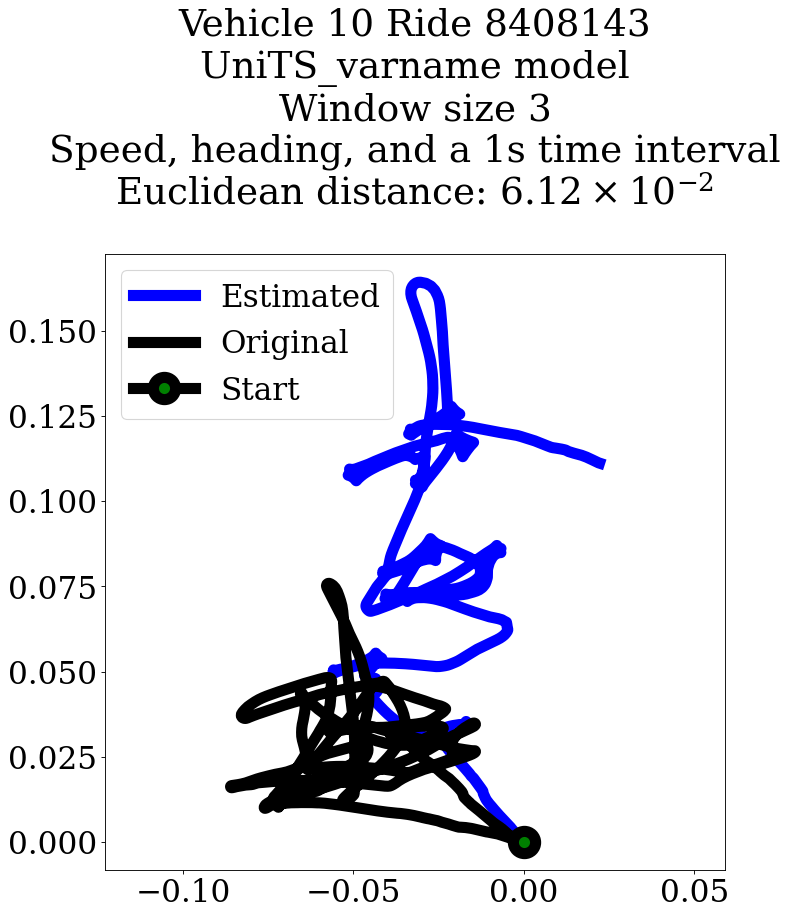 Vehicle 10 Ride 8408143
UniTS_varname model
Window size 3
Speed, heading, and a 1s time interval
Euclidean distance: 6.12 × 10⁻²
Estimated
Original
Start
0.150
0.125
0.100
0.075
0.050
0.025
0.000
−0.10
−0.05
0.00
0.05